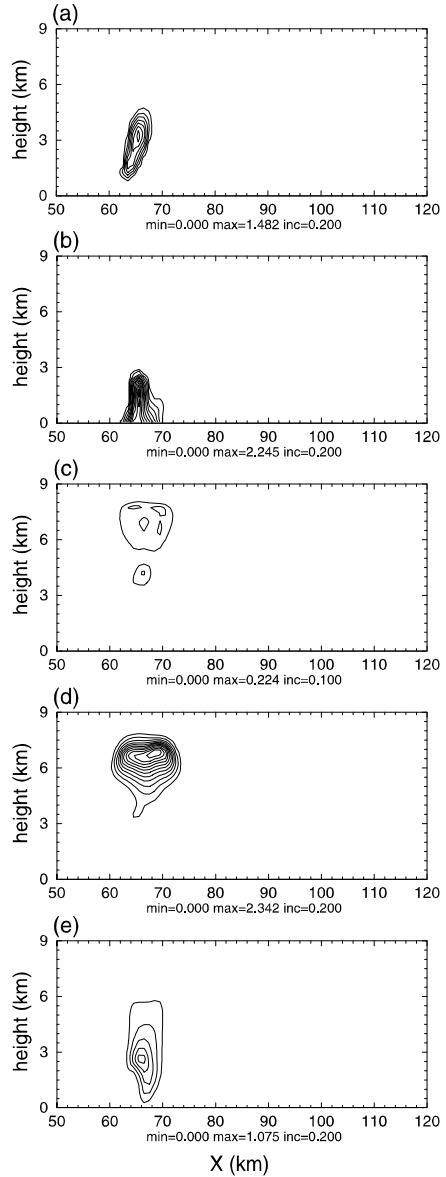 (a)
9
6
3
0
height (km)
50 60 70 80 90 100 110 120
min=0.000 max=1.482 inc=0.200
(b)
9
6
3
0
height (km)
50 60 70 80 90 100 110 120
min=0.000 max=2.245 inc=0.200
(c)
9
6
3
0
height (km)
50 60 70 80 90 100 110 120
min=0.000 max=0.224 inc=0.100
(d)
9
6
3
0
height (km)
50 60 70 80 90 100 110 120
min=0.000 max=2.342 inc=0.200
(e)
9
6
3
0
height (km)
50 60 70 80 90 100 110 120
min=0.000 max=1.075 inc=0.200
X (km)